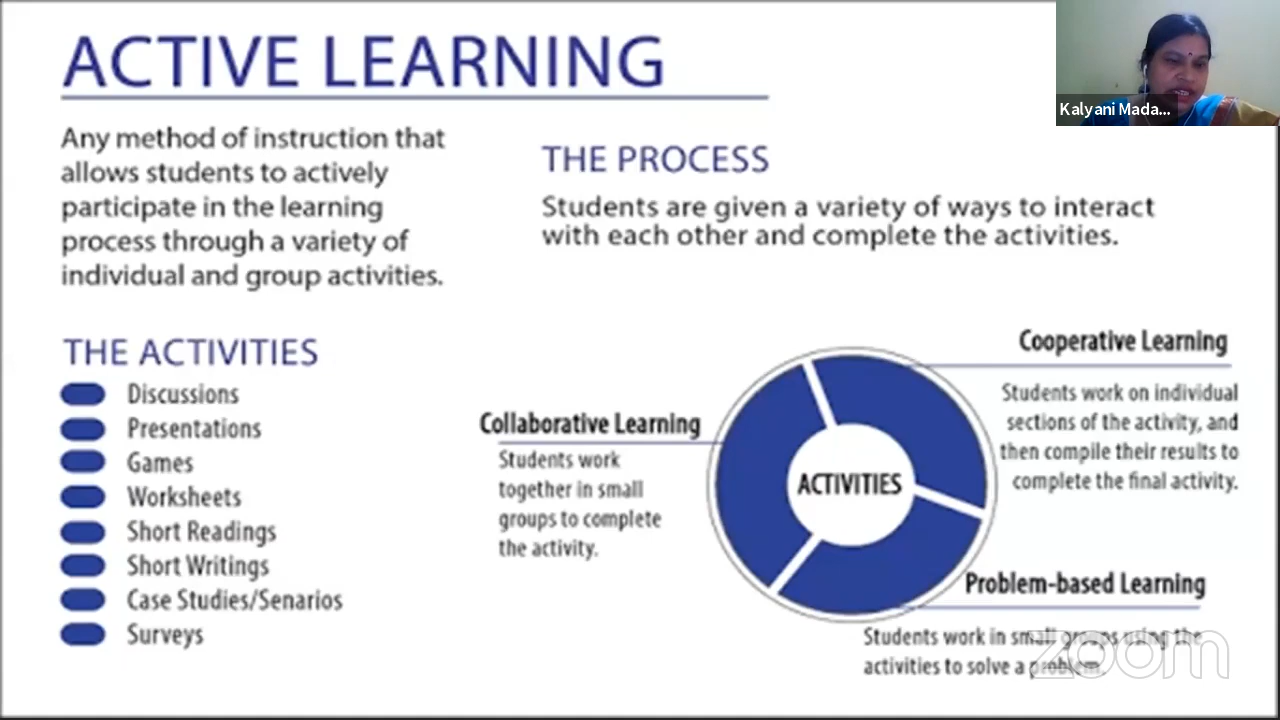 ACTIVE LEARNING
Any method of instruction that
allows students to actively
participate in the learning
process through a variety of
individual and group activities.
THE PROCESS
Students are given a variety of ways to interact
with each other and complete the activities.
THE ACTIVITIES
Discussions
Presentations
Games
Worksheets
Short Readings
Short Writings
Case Studies/Senarios
Surveys
Collaborative Learning
Students work
together in small
groups to complete
the activity.
ACTIVITIES
Cooperative Learning
Students work on individual
sections of the activity, and
then compile their results to
complete the final activity.
Problem-based Learning
Students work in small groups using the
activities to solve a problem.
Kalyani Mada...
zoom